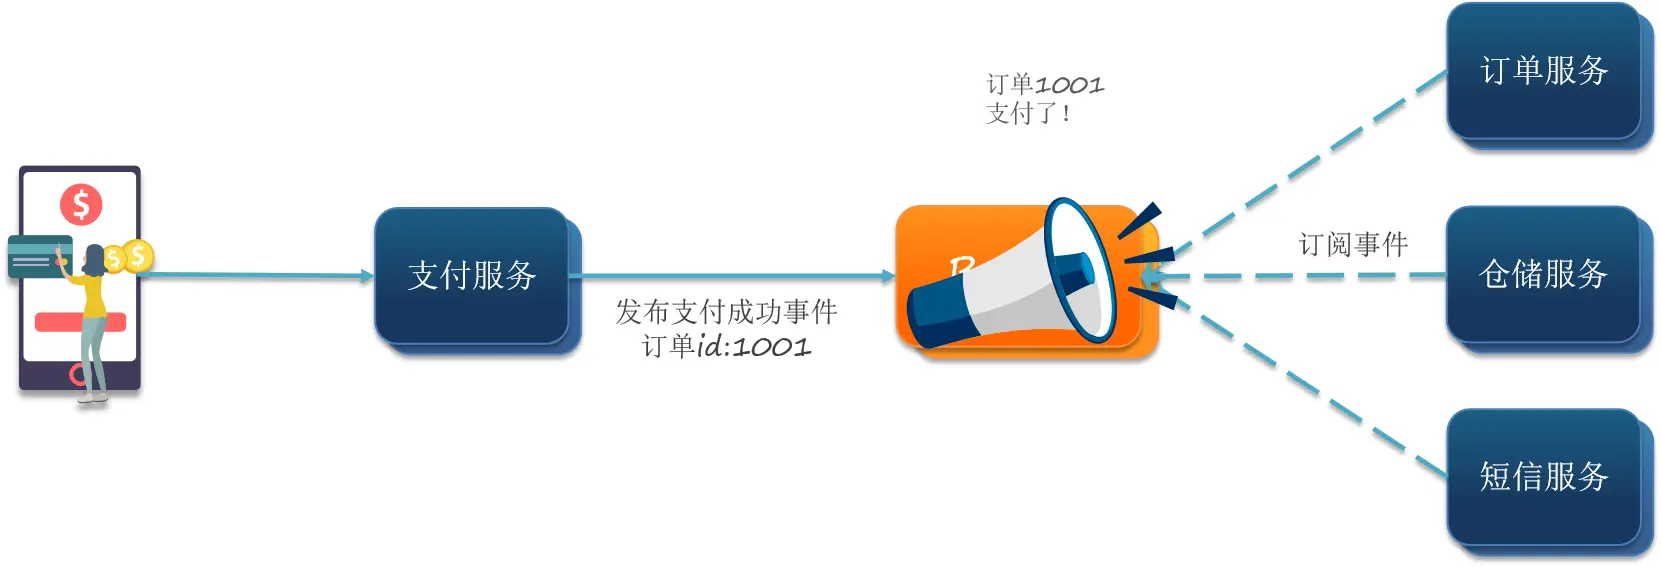 订单1001
支付了!
订单服务
订阅事件
支付服务
仓储服务
发布支付成功事件
订单id:1001
短信服务